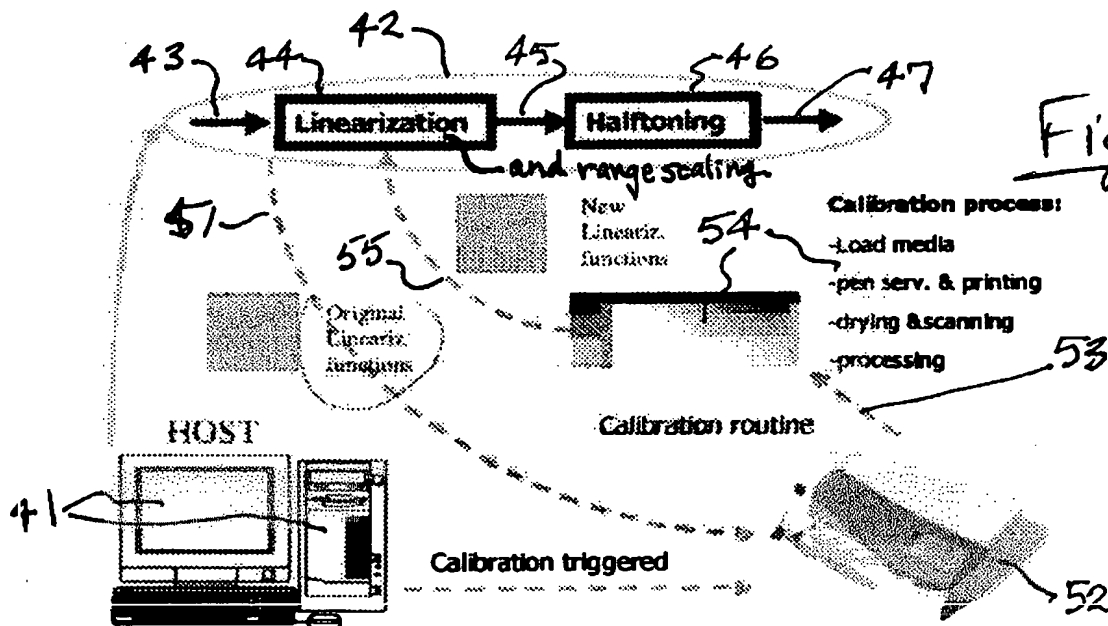 43 44 42 45 46 47
Linearization Halftoning
and range scaling
Fig
51 55 54
New
Lineariz.
functions
Calibration process:
-Load media
-pen serv. & printing
-drying &scanning
-processing
Original
Lineariz.
functions
53
HOST
Calibration routine
41
Calibration triggered
52